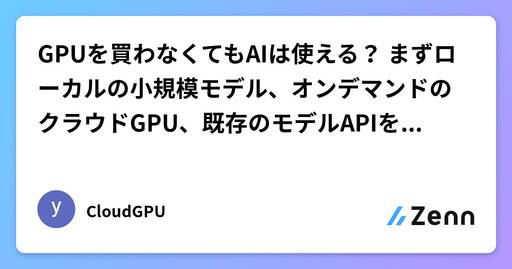 GPUを買わなくてもAIは使える？ まずロ
ーカルの小規模モデル、オンデマンドの
クラウドGPU、既存のモデルAPIを...
y
CloudGPU
Zenn